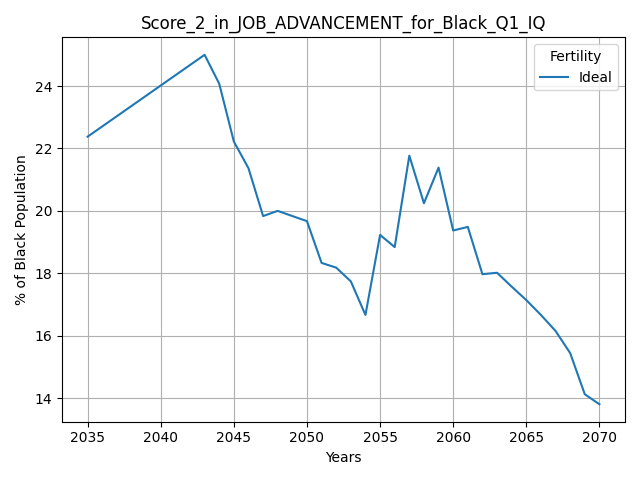 Score_2_in_JOB_ADVANCEMENT_for_Black_Q1_IQ
Fertility
Ideal
% of Black Population
24
22
20
18
16
14
2035 2040 2045 2050 2055 2060 2065 2070
Years